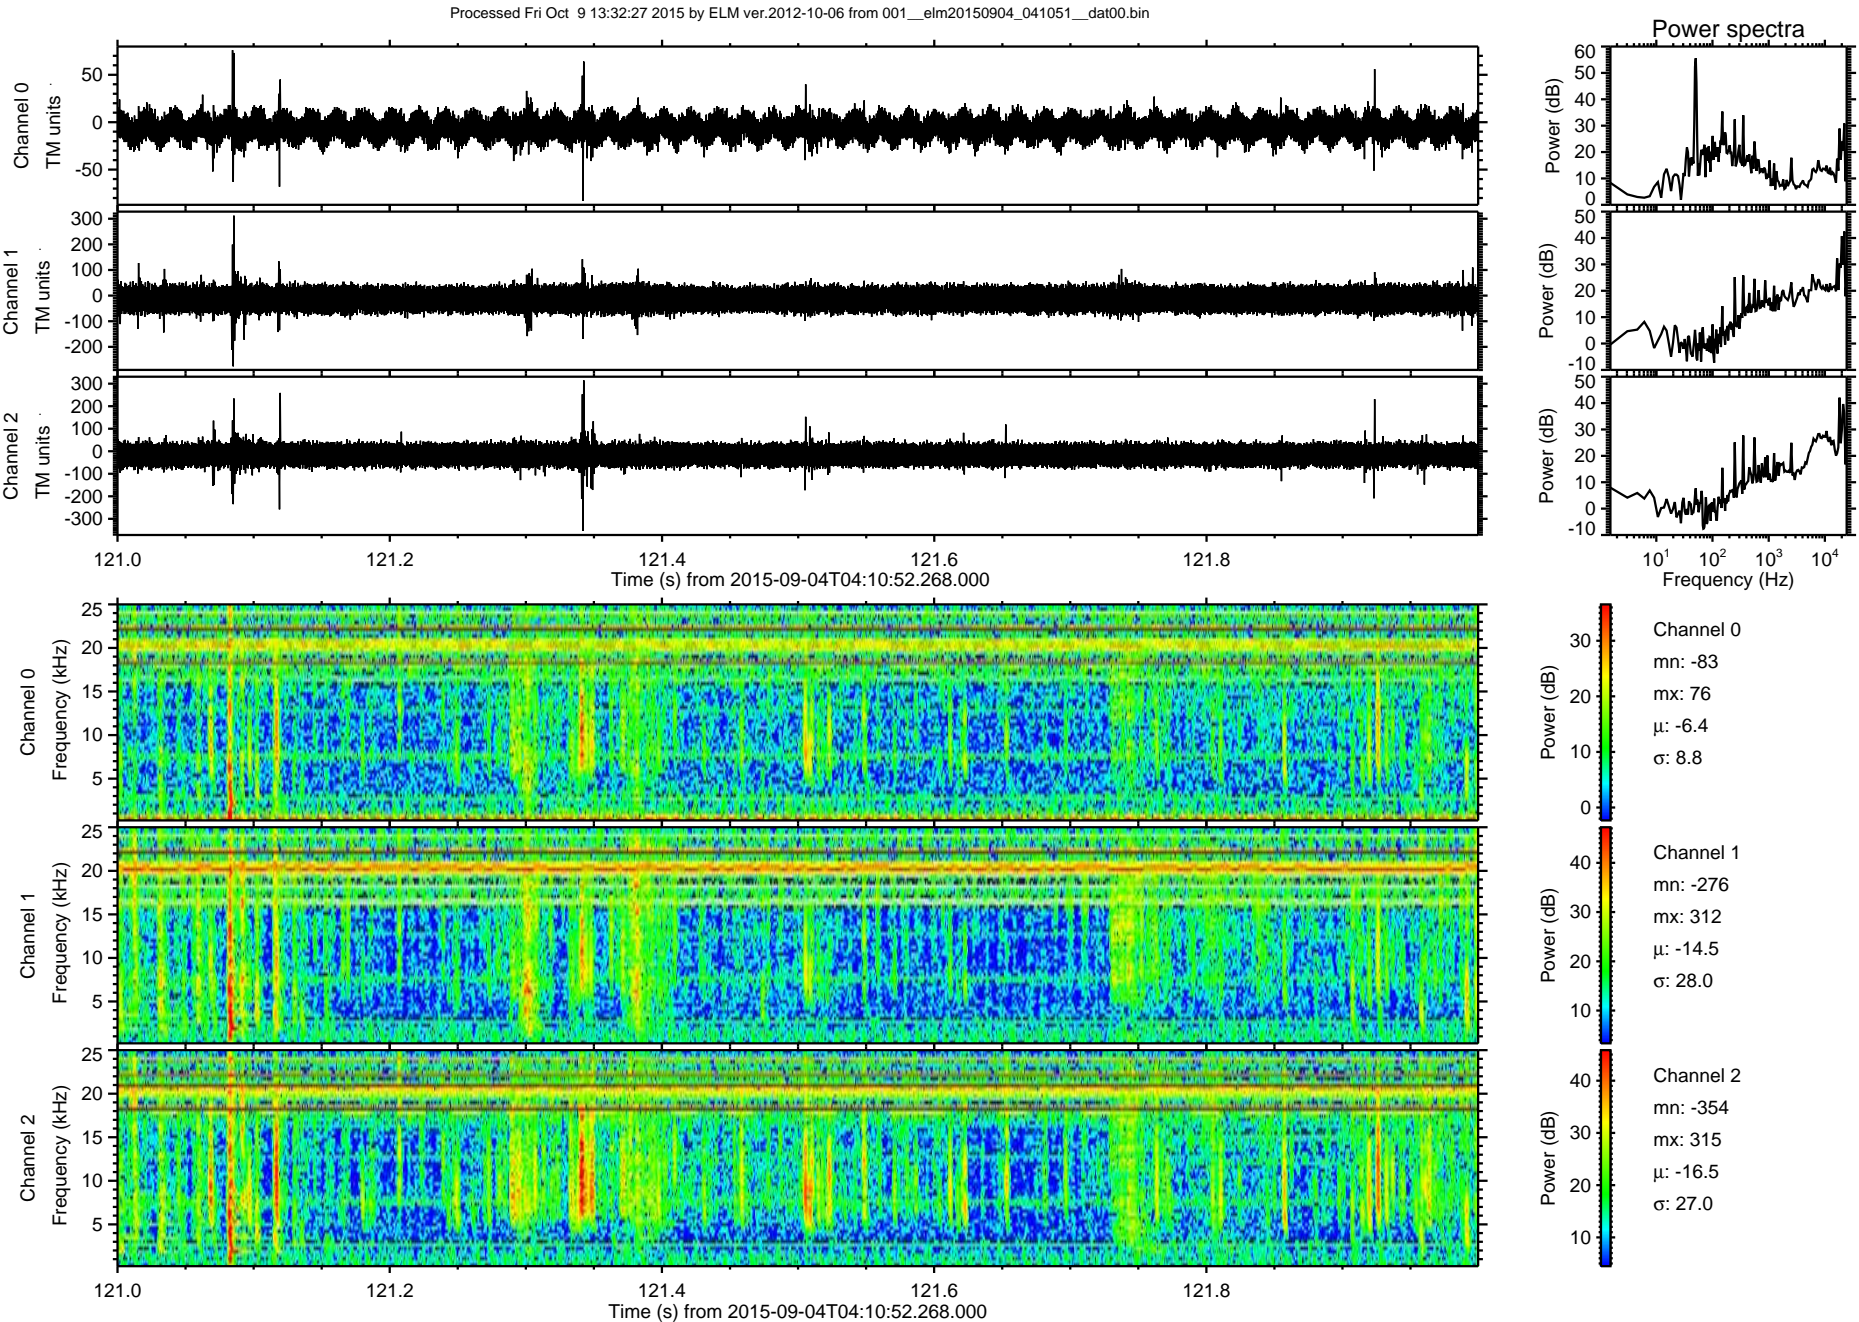 Processed Fri Oct  9 13:32:27 2015 by ELM ver.2012-10-06 from 001__elm20150904_041051__dat00.bin
Power spectra
Channel 0
TM units
50
0
-50
Power (dB)
60
50
40
30
20
10
0
Channel 1
TM units
300
200
100
0
-100
-200
Power (dB)
50
40
30
20
10
0
-10
Channel 2
TM units
300
200
100
0
-100
-200
-300
Power (dB)
50
40
30
20
10
0
-10
121.0 121.2 121.4 121.6 121.8
Time (s) from 2015-09-04T04:10:52.268.000
10^1 10^2 10^3 10^4
Frequency (Hz)
Channel 0
Frequency (kHz)
25
20
15
10
5
Power (dB)
30
20
10
0
Channel 0
mn: -83
mx: 76
μ: -6.4
σ: 8.8
Channel 1
Frequency (kHz)
25
20
15
10
5
Power (dB)
40
30
20
10
Channel 1
mn: -276
mx: 312
μ: -14.5
σ: 28.0
Channel 2
Frequency (kHz)
25
20
15
10
5
Power (dB)
40
30
20
10
Channel 2
mn: -354
mx: 315
μ: -16.5
σ: 27.0
121.0 121.2 121.4 121.6 121.8
Time (s) from 2015-09-04T04:10:52.268.000